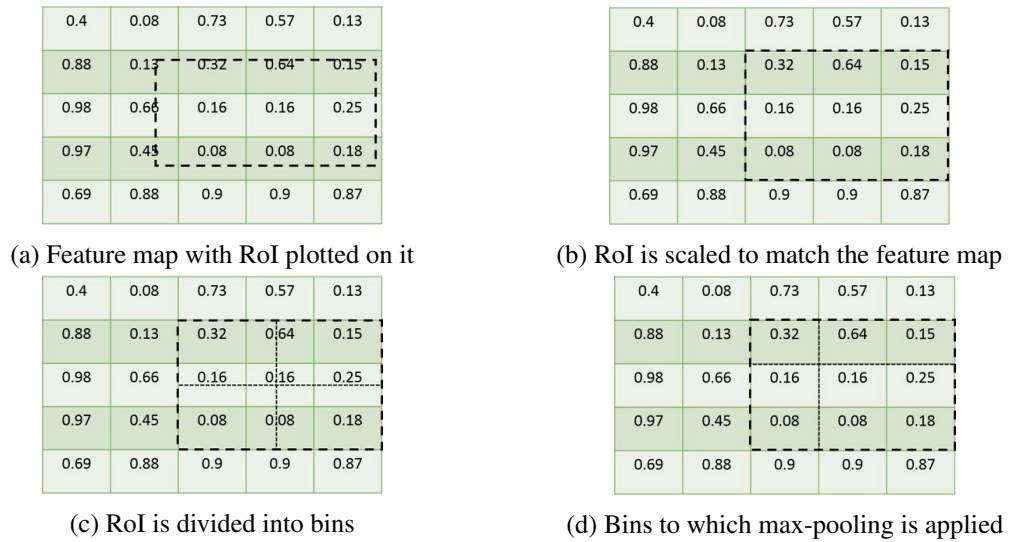 0.4 0.08 0.73 0.57 0.13
0.88 0.13 0.32 0.64 0.15
0.98 0.66 0.16 0.16 0.25
0.97 0.45 0.08 0.08 0.18
0.69 0.88 0.9 0.9 0.87
(a) Feature map with RoI plotted on it
0.4 0.08 0.73 0.57 0.13
0.88 0.13 0.32 0.64 0.15
0.98 0.66 0.16 0.16 0.25
0.97 0.45 0.08 0.08 0.18
0.69 0.88 0.9 0.9 0.87
(b) RoI is scaled to match the feature map
0.4 0.08 0.73 0.57 0.13
0.88 0.13 0.32 0.64 0.15
0.98 0.66 0.16 0.16 0.25
0.97 0.45 0.08 0.08 0.18
0.69 0.88 0.9 0.9 0.87
(c) RoI is divided into bins
0.4 0.08 0.73 0.57 0.13
0.88 0.13 0.32 0.64 0.15
0.98 0.66 0.16 0.16 0.25
0.97 0.45 0.08 0.08 0.18
0.69 0.88 0.9 0.9 0.87
(d) Bins to which max-pooling is applied